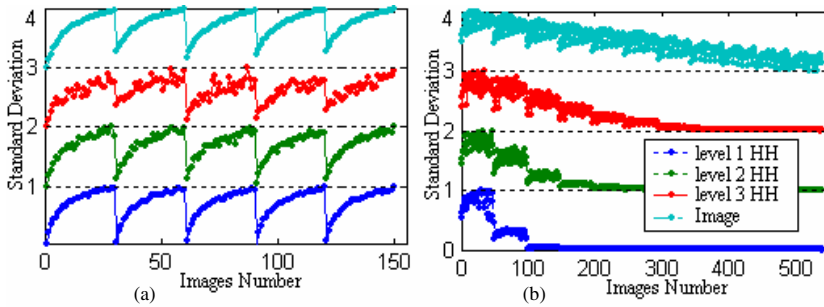 4
3
2
1
0
Standard Deviation
0 50 100 150
Images Number
(a)
4
3
2
1
0
Standard Deviation
level 1 HH
level 2 HH
level 3 HH
Image
0 100 200 300 400 500
Images Number
(b)